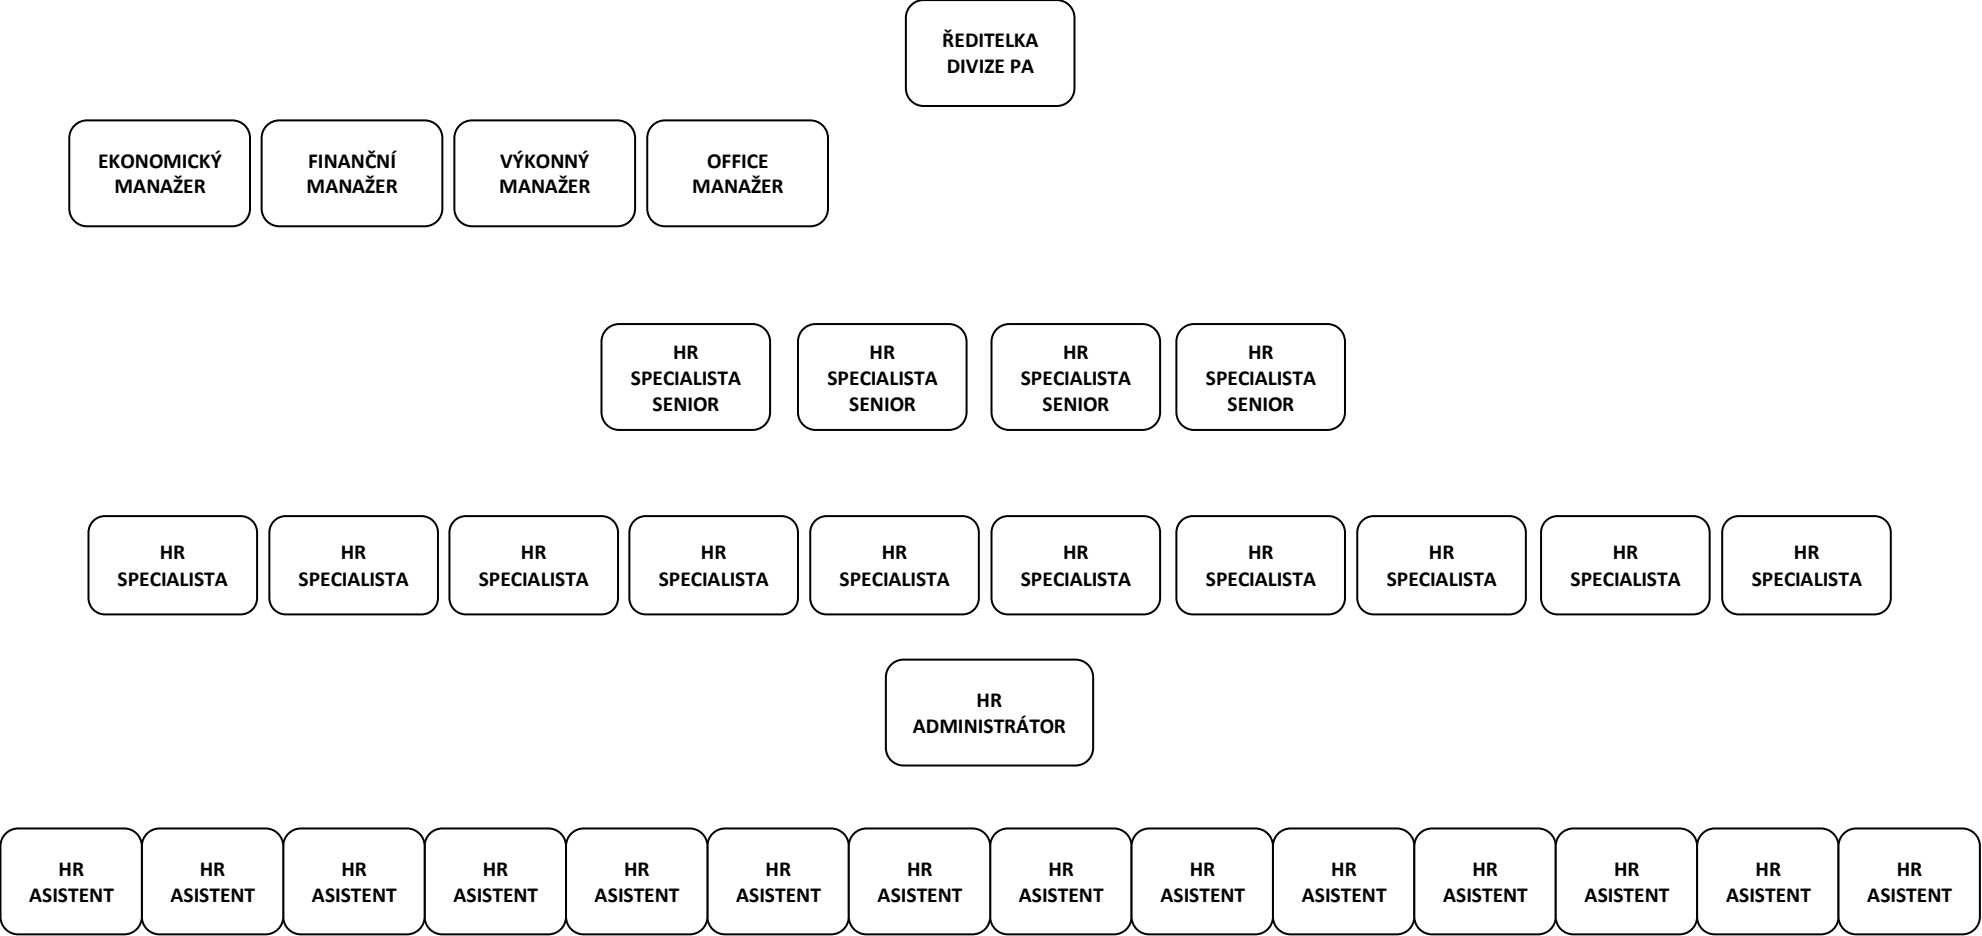 ŘEDITELKA
DIVIZE PA
EKONOMICKÝ
MANAŽER
FINANČNÍ
MANAŽER
VÝKONNÝ
MANAŽER
OFFICE
MANAŽER
HR
SPECIALISTA
SENIOR
HR
SPECIALISTA
SENIOR
HR
SPECIALISTA
SENIOR
HR
SPECIALISTA
SENIOR
HR
SPECIALISTA
HR
SPECIALISTA
HR
SPECIALISTA
HR
SPECIALISTA
HR
SPECIALISTA
HR
SPECIALISTA
HR
SPECIALISTA
HR
SPECIALISTA
HR
SPECIALISTA
HR
SPECIALISTA
HR
ADMINISTRÁTOR
HR
ASISTENT
HR
ASISTENT
HR
ASISTENT
HR
ASISTENT
HR
ASISTENT
HR
ASISTENT
HR
ASISTENT
HR
ASISTENT
HR
ASISTENT
HR
ASISTENT
HR
ASISTENT
HR
ASISTENT
HR
ASISTENT
HR
ASISTENT